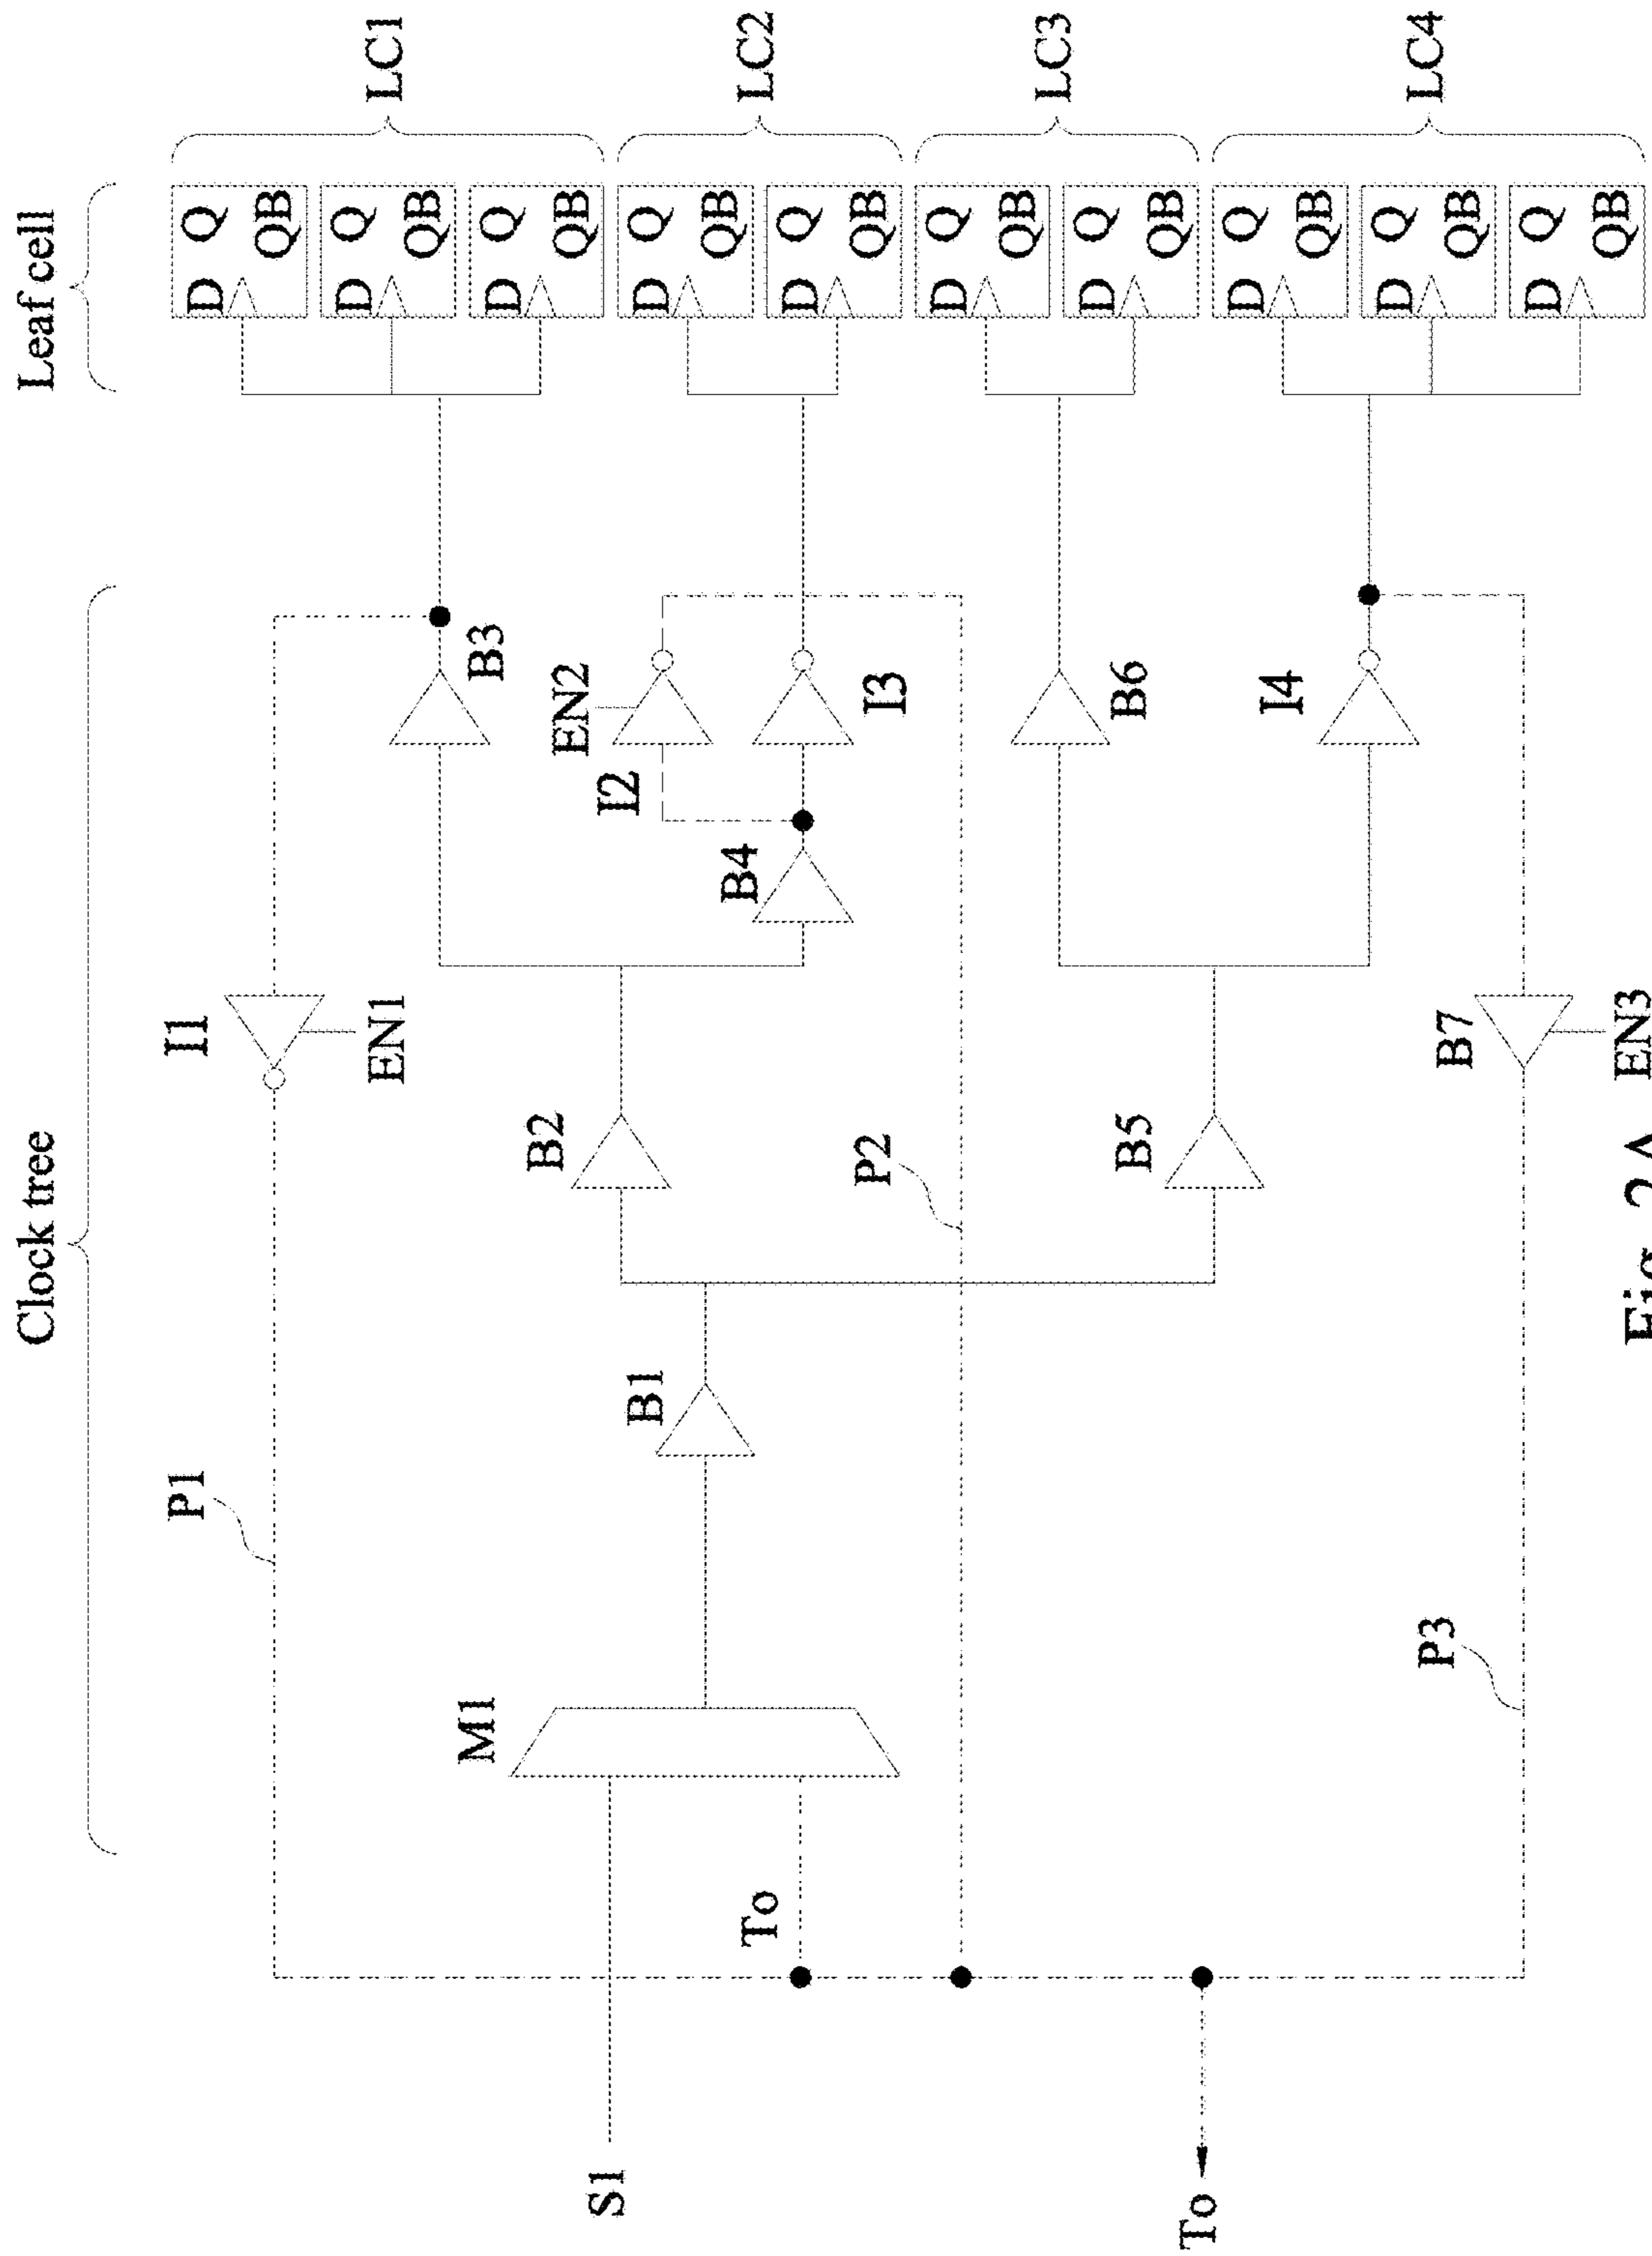 Clock tree
Leaf cell
P1
I1
EN1
LC1
D Q
QB
D Q
QB
D Q
QB
B3
M1
B1
B2
EN2
I2
I3
B4
LC2
D Q
QB
D Q
QB
S1
To
P2
B6
LC3
D Q
QB
D Q
QB
B5
I4
LC4
D Q
QB
D Q
QB
D Q
QB
To
P3
B7
EN3